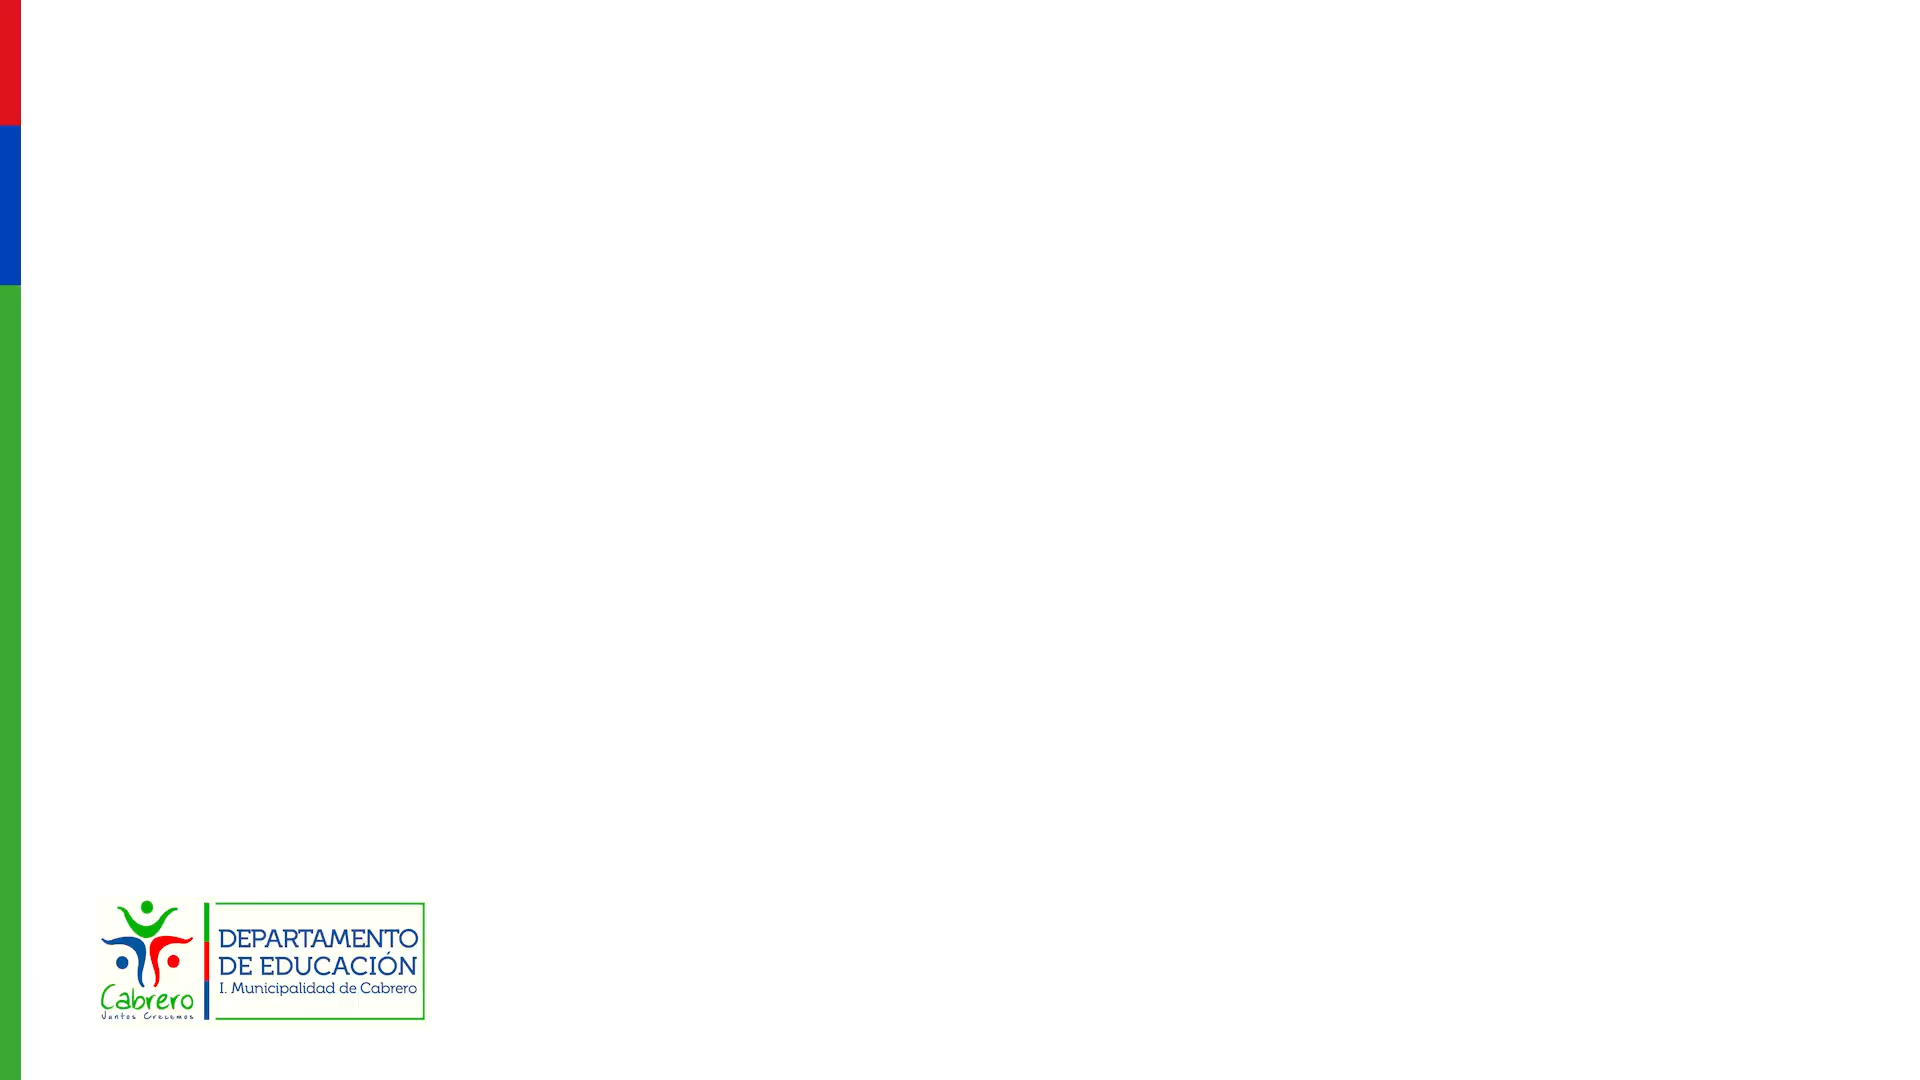 DEPARTAMENTO
DE EDUCACIÓN
I. Municipalidad de Cabrero
Cabrero
Juntos Crecemos